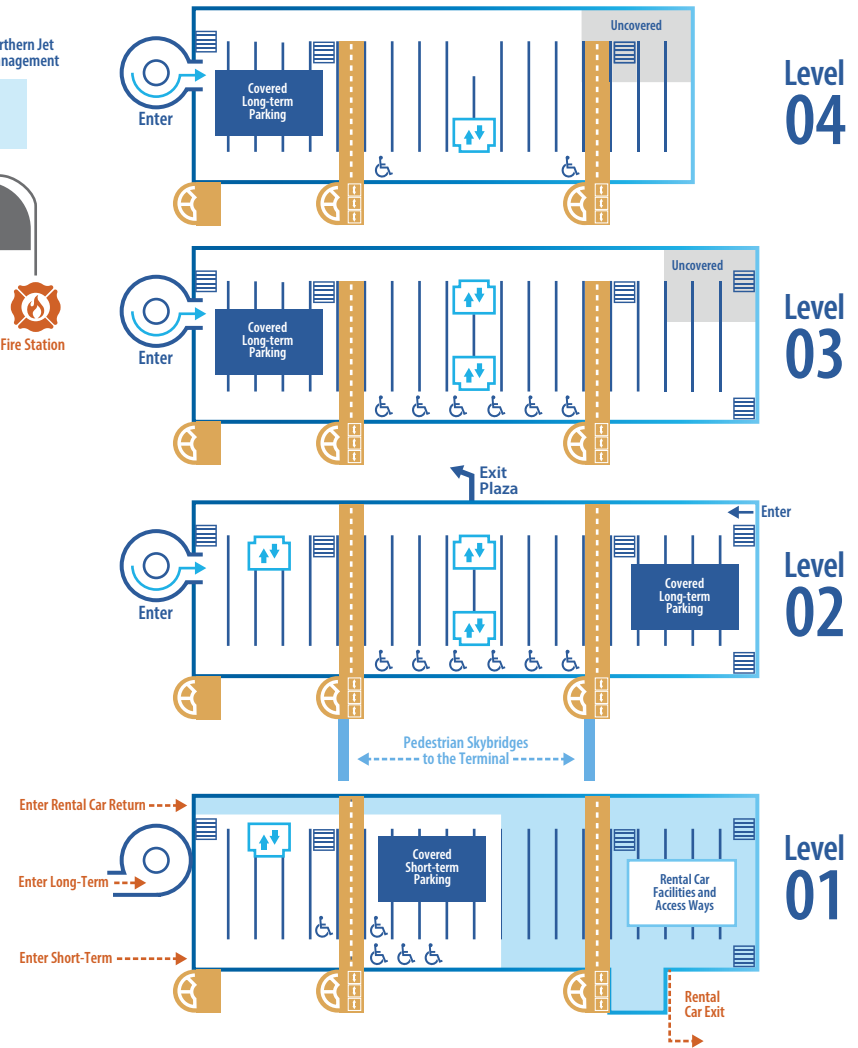 Uncovered
Level
04
Covered
Long-term
Parking
Enter
Fire Station
Uncovered
Level
03
Covered
Long-term
Parking
Enter
Exit
Plaza
Enter
Level
02
Covered
Long-term
Parking
Enter
Pedestrian Skybridges
to the Terminal
Enter Rental Car Return
Level
01
Covered
Short-term
Parking
Enter Long-Term
Rental Car
Facilities and
Access Ways
Enter Short-Term
Rental
Car Exit
rthern Jet
nagement